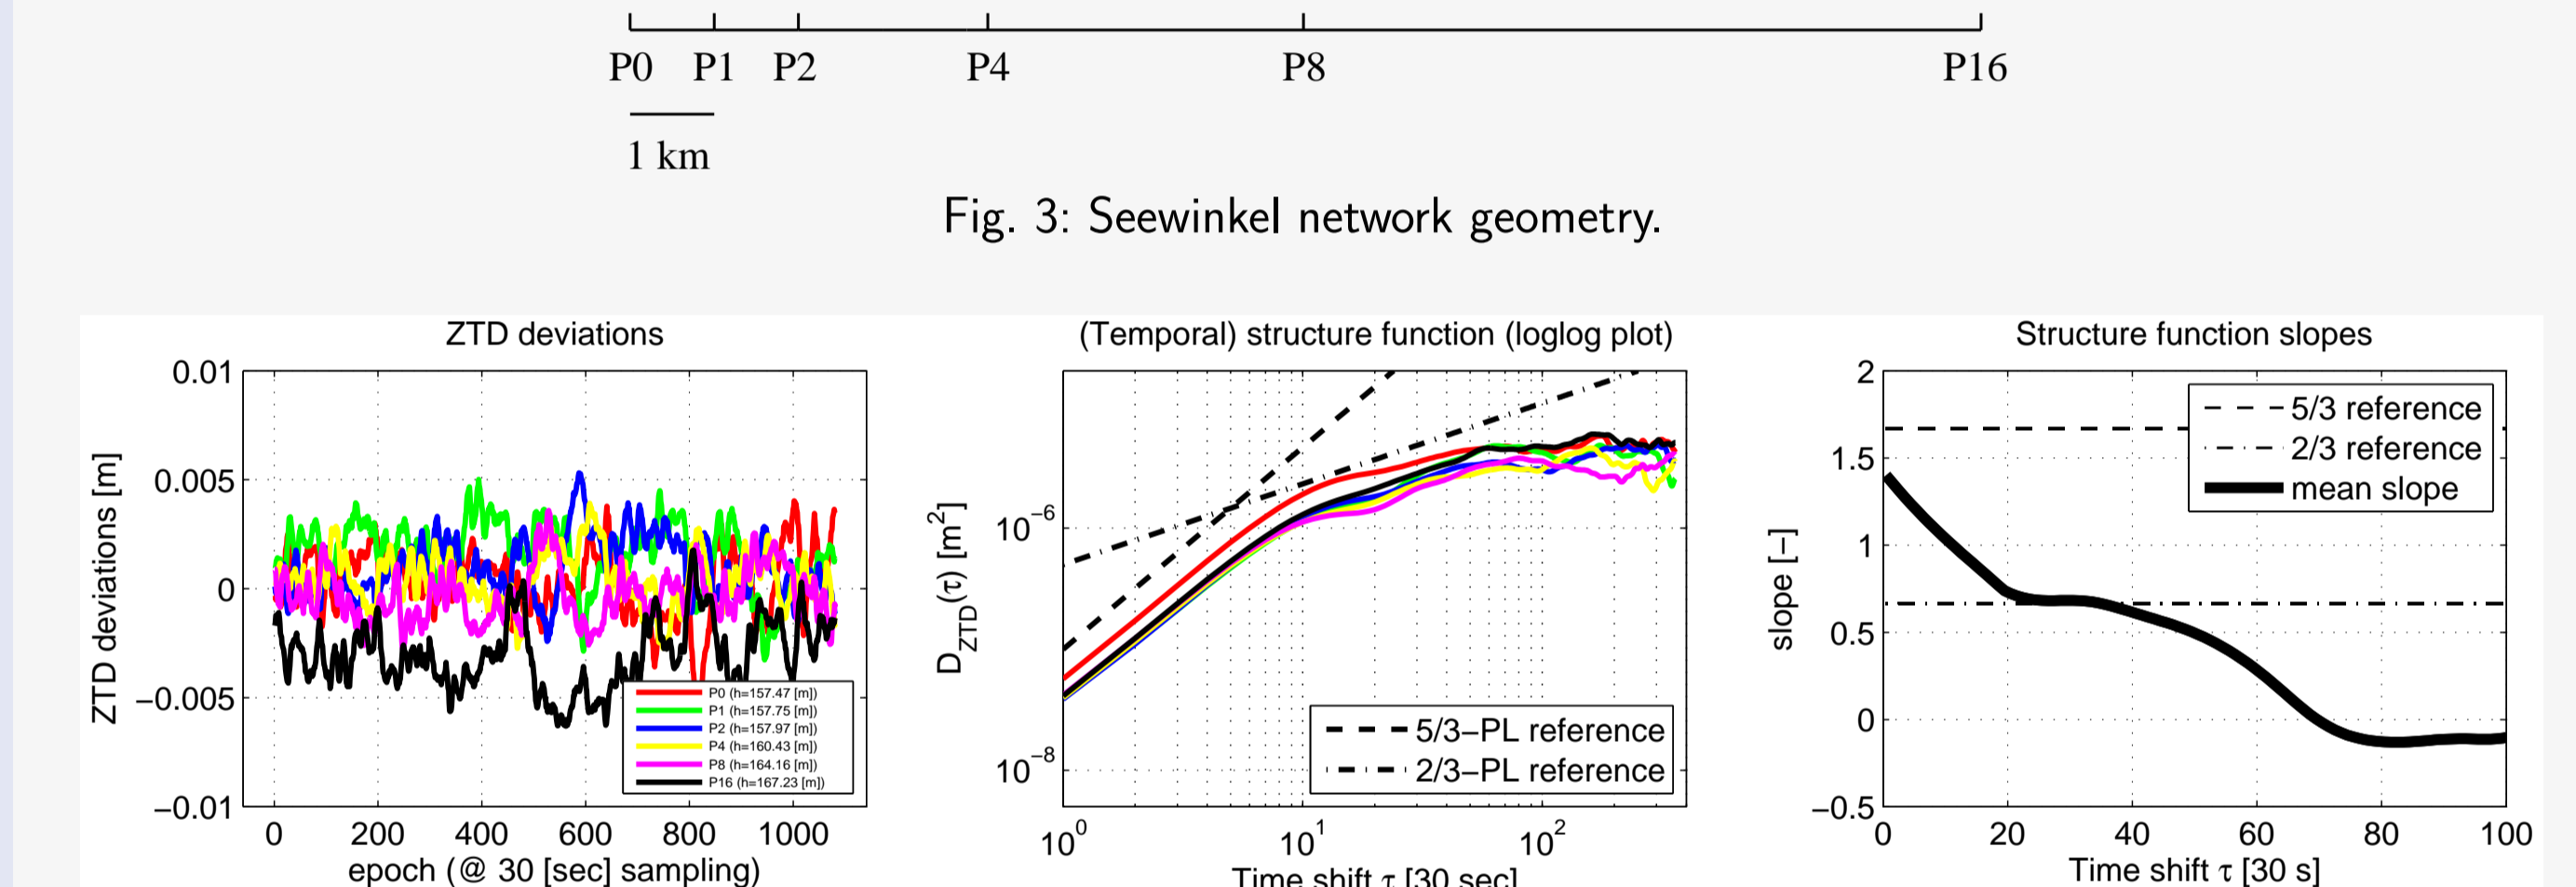 P0 P1 P2 P4 P8 P16
1 km
Fig. 3: Seewinkel network geometry.
ZTD deviations
0.01
0.005
0
−0.005
−0.01
ZTD deviations [m]
P0 (h=157.47 [m])
P1 (h=157.75 [m])
P2 (h=157.97 [m])
P4 (h=160.43 [m])
P8 (h=164.16 [m])
P16 (h=167.23 [m])
0 200 400 600 800 1000
epoch (@ 30 [sec] sampling)
(Temporal) structure function (loglog plot)
D_ZTD(τ) [m²]
10⁻⁶
10⁻⁸
5/3−PL reference
2/3−PL reference
10⁰ 10¹ 10²
Time shift τ [30 sec]
Structure function slopes
2
1.5
1
0.5
0
−0.5
slope [−]
5/3 reference
2/3 reference
mean slope
0 20 40 60 80 100
Time shift τ [30 s]